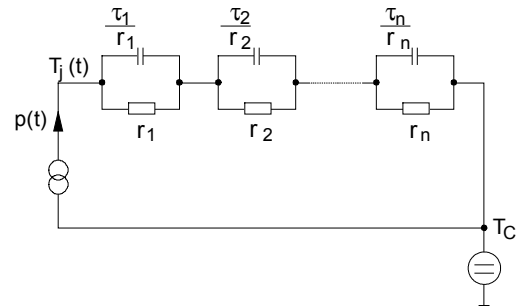 τ1 τ2 τn
r1 r2 rn
Tj (t)
r1 r2 rn
p(t)
TC